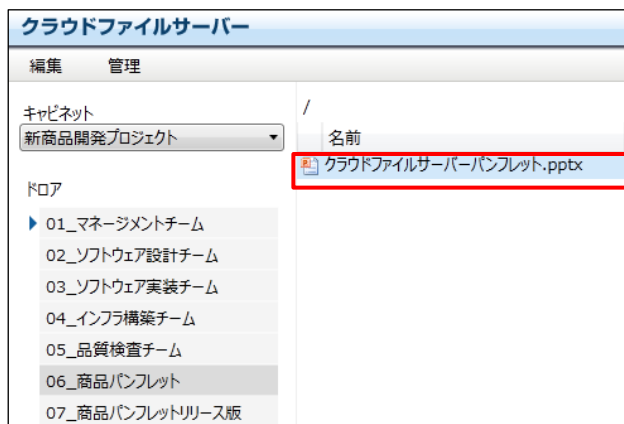 クラウドファイルサーバー
編集 管理
キャビネット
新商品開発プロジェクト
ドロア
01_マネージメントチーム
02_ソフトウェア設計チーム
03_ソフトウェア実装チーム
04_インフラ構築チーム
05_品質検査チーム
06_商品パンフレット
07_商品パンフレットリリース版
/
名前
クラウドファイルサーバーパンフレット.pptx